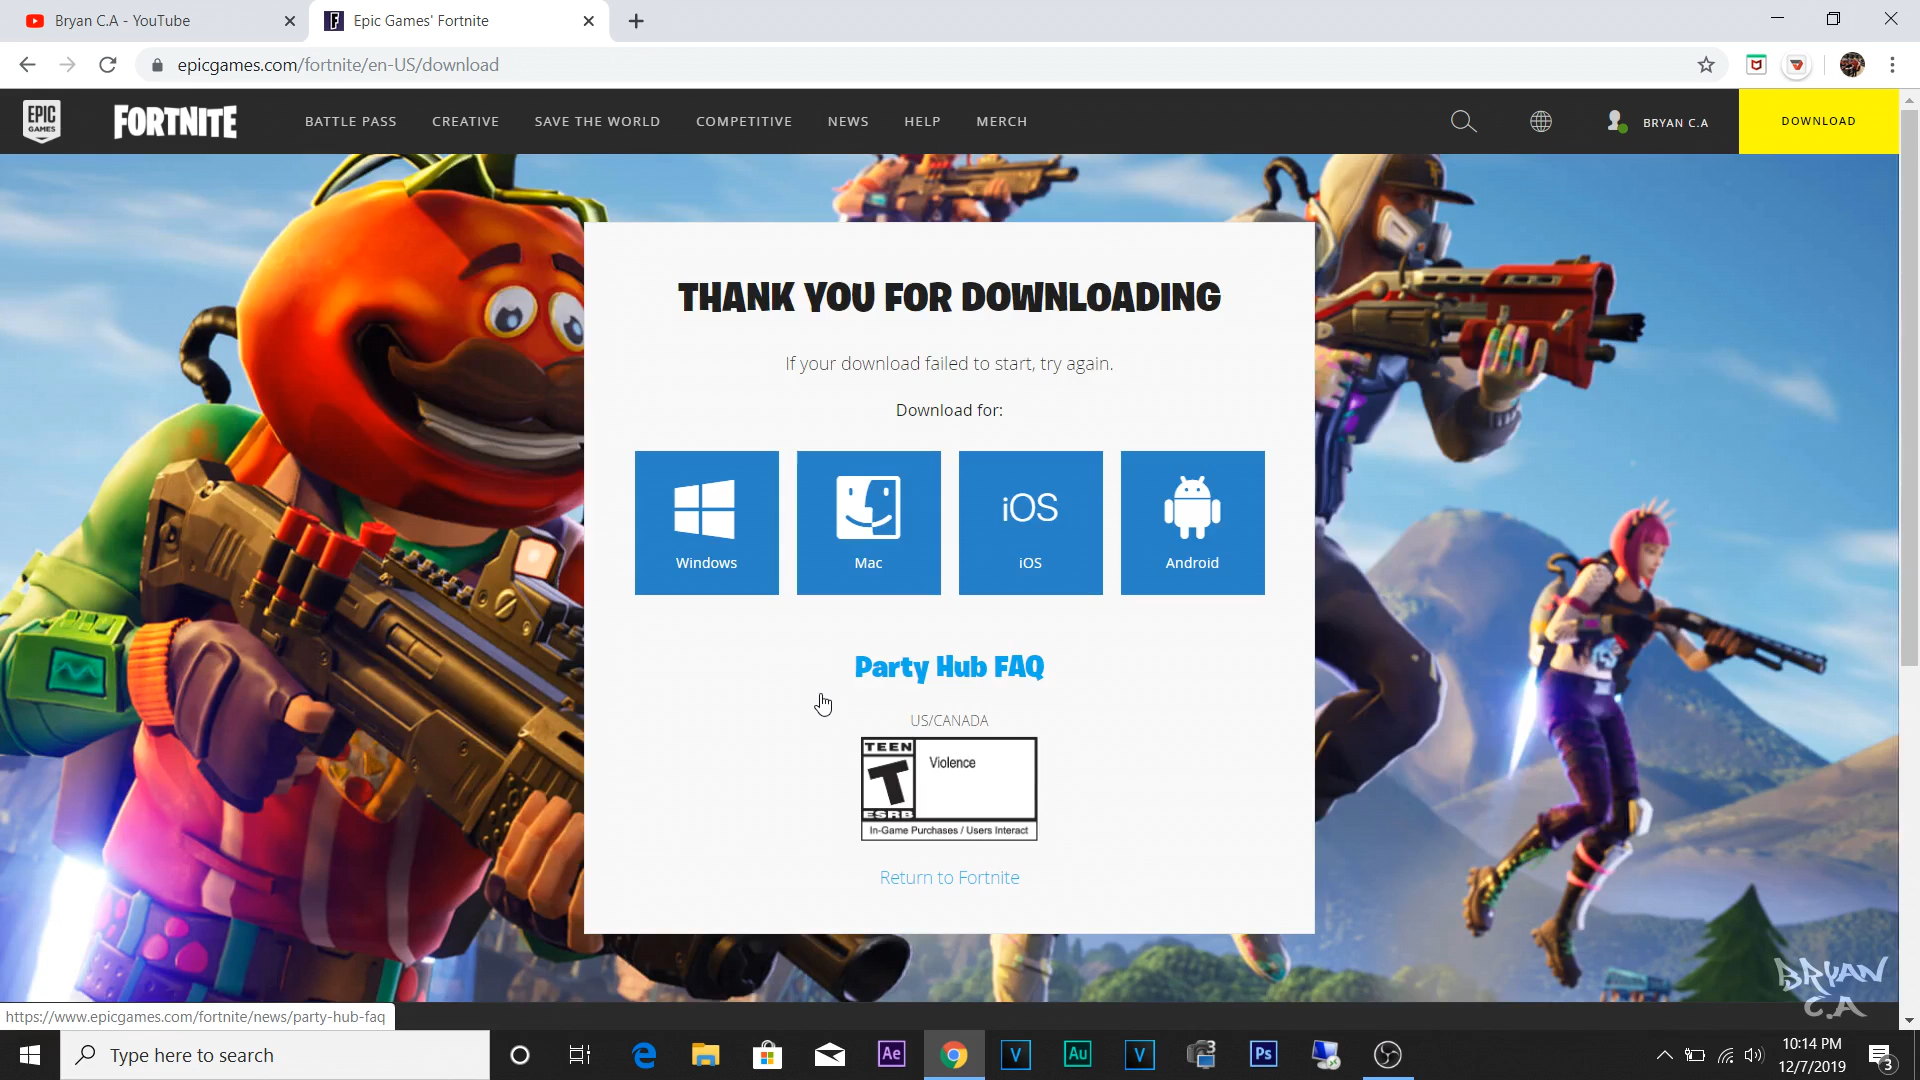 Bryan C.A - YouTube
Epic Games' Fortnite
epicgames.com/fortnite/en-US/download
EPIC GAMES
FORTNITE
BATTLE PASS
CREATIVE
SAVE THE WORLD
COMPETITIVE
NEWS
HELP
MERCH
BRYAN C.A
DOWNLOAD
THANK YOU FOR DOWNLOADING
If your download failed to start, try again.
Download for:
iOS
Windows
Mac
iOS
Android
Party Hub FAQ
US/CANADA
TEEN
T
ESRB
Violence
In-Game Purchases / Users Interact
Return to Fortnite
BRYAN
C.A
https://www.epicgames.com/fortnite/news/party-hub-faq
Type here to search
Ae
V
Au
V
3
Ps
10:14 PM
12/7/2019
3